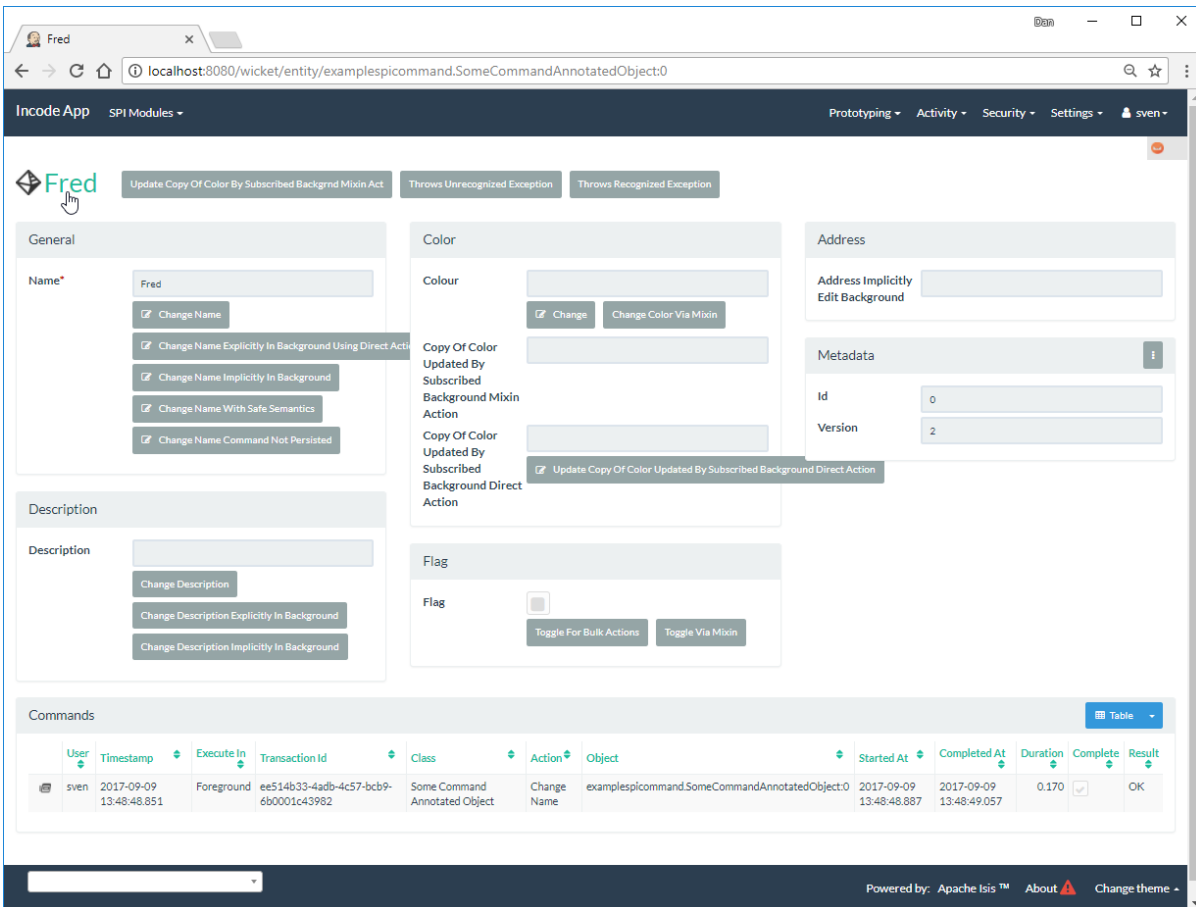 Dan
Fred
localhost:8080/wicket/entity/examplespicommand.SomeCommandAnnotatedObject:0
Incode App SPI Modules Prototyping Activity Security Settings sven
Fred Update Copy Of Color By Subscribed Backgrnd Mixin Act Throws Unrecognized Exception Throws Recognized Exception
General
Name*
Fred
Change Name
Change Name Explicitly In Background Using Direct
Change Name Implicitly In Background
Change Name With Safe Semantics
Change Name Command Not Persisted
Description
Description
Change Description
Change Description Explicitly In Background
Change Description Implicitly In Background
Color
Colour
Change Change Color Via Mixin
Copy Of Color
Updated By
Subscribed
Background Mixin
Action
Copy Of Color
Updated By
Subscribed
Background Direct
Action
Update Copy Of Color Updated By Subscribed Background Direct Action
Flag
Flag
Toggle For Bulk Actions Toggle Via Mixin
Address
Address Implicitly
Edit Background
Metadata
Id 0
Version 2
Commands Table
User Timestamp Execute In Transaction Id Class Action Object Started At Completed At Duration Complete Result
sven 2017-09-09 Foreground ee514b33-4adb-4c57-bcb9- Some Command Change examplespicommand.SomeCommandAnnotatedObject:0 2017-09-09 2017-09-09 0.170 OK
13:48:48.851 6b0001c43982 Annotated Object Name 13:48:48.887 13:48:49.057
Powered by: Apache Isis ™ About Change theme